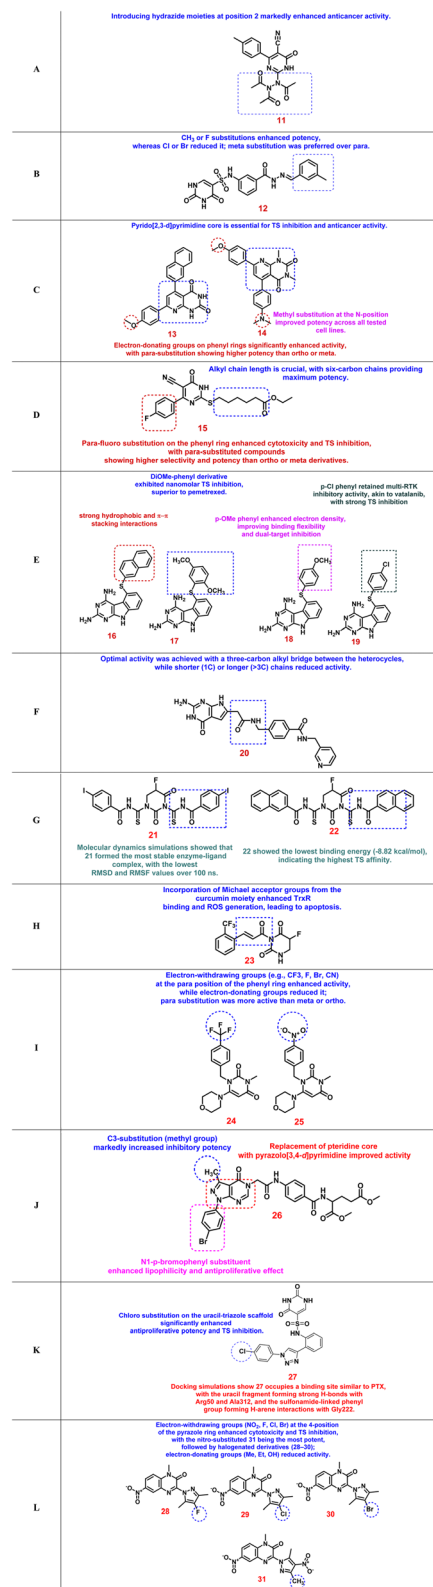 Introducing hydrazide moieties at position 2 markedly enhanced anticancer activity.
A
11
CH3 or F substitutions enhanced potency,
whereas Cl or Br reduced it; meta substitution was preferred over para.
B
12
Pyrido[2,3-d]pyrimidine core is essential for TS inhibition and anticancer activity.
C
13
14
Methyl substitution at the N-position
improved potency across all tested
cell lines.
Electron-donating groups on phenyl rings significantly enhanced activity,
with para-substitution showing higher potency than ortho or meta.
Alkyl chain length is crucial, with six-carbon chains providing
maximum potency.
D
15
Para-fluoro substitution on the phenyl ring enhanced cytotoxicity and TS inhibition,
with para-substituted compounds
showing higher selectivity and potency than ortho or meta derivatives.
DiOMe-phenyl derivative
exhibited nanomolar TS inhibition,
superior to pemetrexed.
p-Cl phenyl retained multi-RTK
inhibitory activity, akin to vatalanib,
with strong TS inhibition
strong hydrophobic and π–π
stacking interactions
p-OMe phenyl enhanced electron density,
improving binding flexibility
and dual-target inhibition
E
16
17
18
19
Optimal activity was achieved with a three-carbon alkyl bridge between the heterocycles,
while shorter (1C) or longer (>3C) chains reduced activity.
F
20
G
21
22
Molecular dynamics simulations showed that
21 formed the most stable enzyme-ligand
complex, with the lowest
RMSD and RMSF values over 100 ns.
22 showed the lowest binding energy (-8.82 kcal/mol),
indicating the highest TS affinity.
Incorporation of Michael acceptor groups from the
curcumin moiety enhanced TrxR
binding and ROS generation, leading to apoptosis.
H
23
Electron-withdrawing groups (e.g., CF3, F, Br, CN)
at the para position of the phenyl ring enhanced activity,
while electron-donating groups reduced it;
para substitution was more active than meta or ortho.
I
24
25
C3-substitution (methyl group)
markedly increased inhibitory potency
Replacement of pteridine core
with pyrazolo[3,4-d]pyrimidine improved activity
J
26
N1-p-bromophenyl substituent
enhanced lipophilicity and antiproliferative effect
Chloro substitution on the uracil-triazole scaffold
significantly enhanced
antiproliferative potency and TS inhibition.
K
27
Docking simulations show 27 occupies a binding site similar to PTX,
with the uracil fragment forming strong H-bonds with
Arg50 and Ala312, and the sulfonamide-linked phenyl
group forming H-arene interactions with Gly222.
Electron-withdrawing groups (NO2, F, Cl, Br) at the 4-position
of the pyrazole ring enhanced cytotoxicity and TS inhibition,
with the nitro-substituted 31 being the most potent,
followed by halogenated derivatives (28–30);
electron-donating groups (Me, Et, OH) reduced activity.
L
28
29
30
31